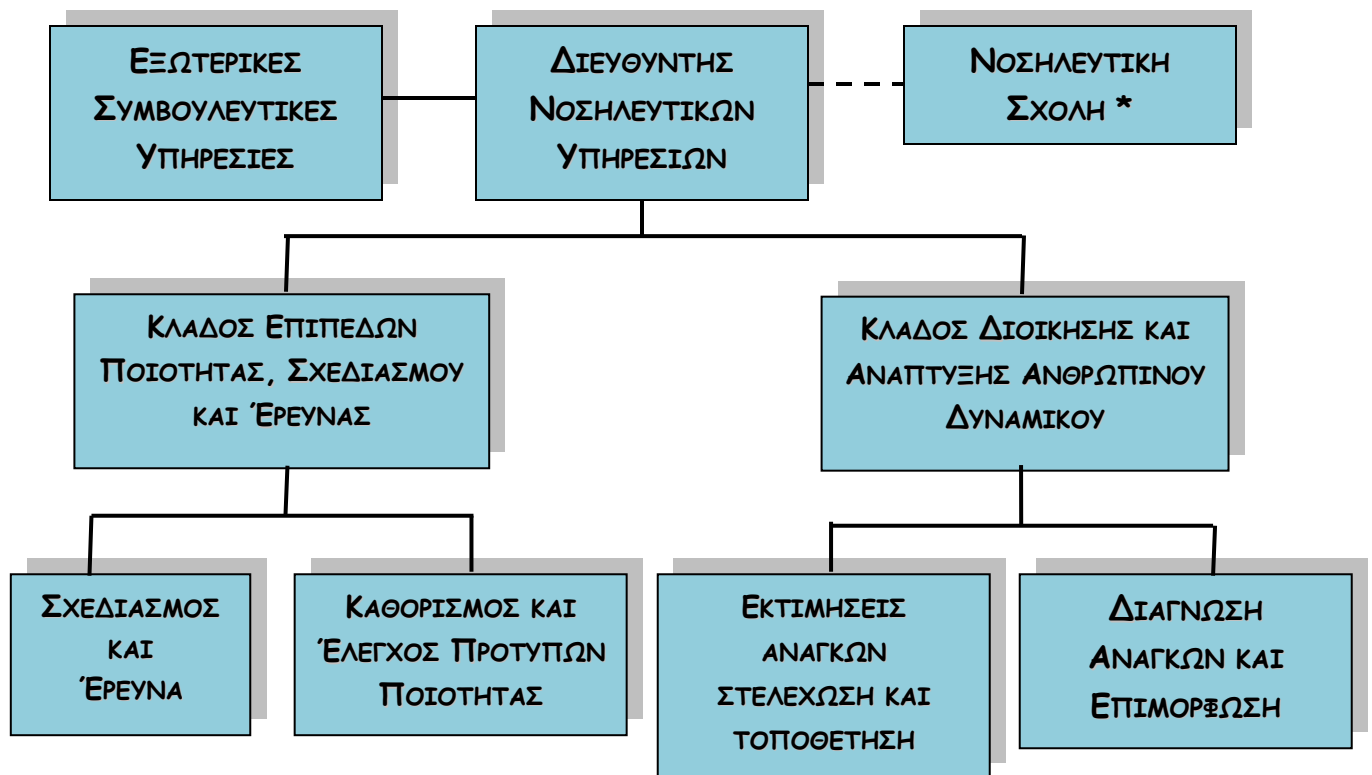 ΕΞΩΤΕΡΙΚΕΣ
ΣΥΜΒΟΥΛΕΥΤΙΚΕΣ
ΥΠΗΡΕΣΙΕΣ
ΔΙΕΥΘΥΝΤΗΣ
ΝΟΣΗΛΕΥΤΙΚΩΝ
ΥΠΗΡΕΣΙΩΝ
ΝΟΣΗΛΕΥΤΙΚΗ
ΣΧΟΛΗ *
ΚΛΑΔΟΣ ΕΠΙΠΕΔΩΝ
ΠΟΙΟΤΗΤΑΣ, ΣΧΕΔΙΑΣΜΟΥ
ΚΑΙ ΈΡΕΥΝΑΣ
ΚΛΑΔΟΣ ΔΙΟΙΚΗΣΗΣ ΚΑΙ
ΑΝΑΠΤΥΞΗΣ ΑΝΘΡΩΠΙΝΟΥ
ΔΥΝΑΜΙΚΟΥ
ΣΧΕΔΙΑΣΜΟΣ
ΚΑΙ
ΈΡΕΥΝΑ
ΚΑΘΟΡΙΣΜΟΣ ΚΑΙ
ΈΛΕΓΧΟΣ ΠΡΟΤΥΠΩΝ
ΠΟΙΟΤΗΤΑΣ
ΕΚΤΙΜΗΣΕΙΣ
ΑΝΑΓΚΩΝ
ΣΤΕΛΕΧΩΣΗ ΚΑΙ
ΤΟΠΟΘΕΤΗΣΗ
ΔΙΑΓΝΩΣΗ
ΑΝΑΓΚΩΝ ΚΑΙ
ΕΠΙΜΟΡΦΩΣΗ